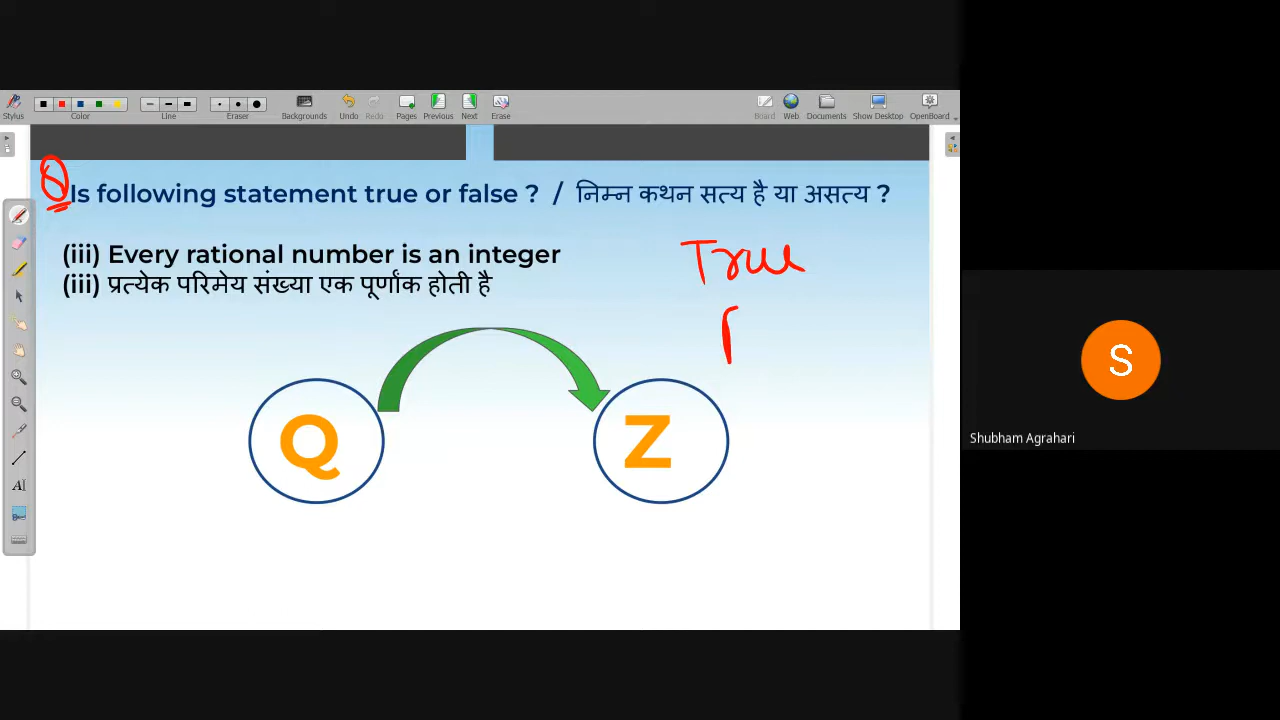 Stylus
Color
Line
Eraser
Backgrounds
Undo
Redo
Pages
Previous
Next
Erase
Board
Web
Documents
Show Desktop
OpenBoard
Q Is following statement true or false ? / निम्न कथन सत्य है या असत्य ?
(iii) Every rational number is an integer
(iii) प्रत्येक परिमेय संख्या एक पूर्णांक होती है
True
Q
Z
AI
S
Shubham Agrahari